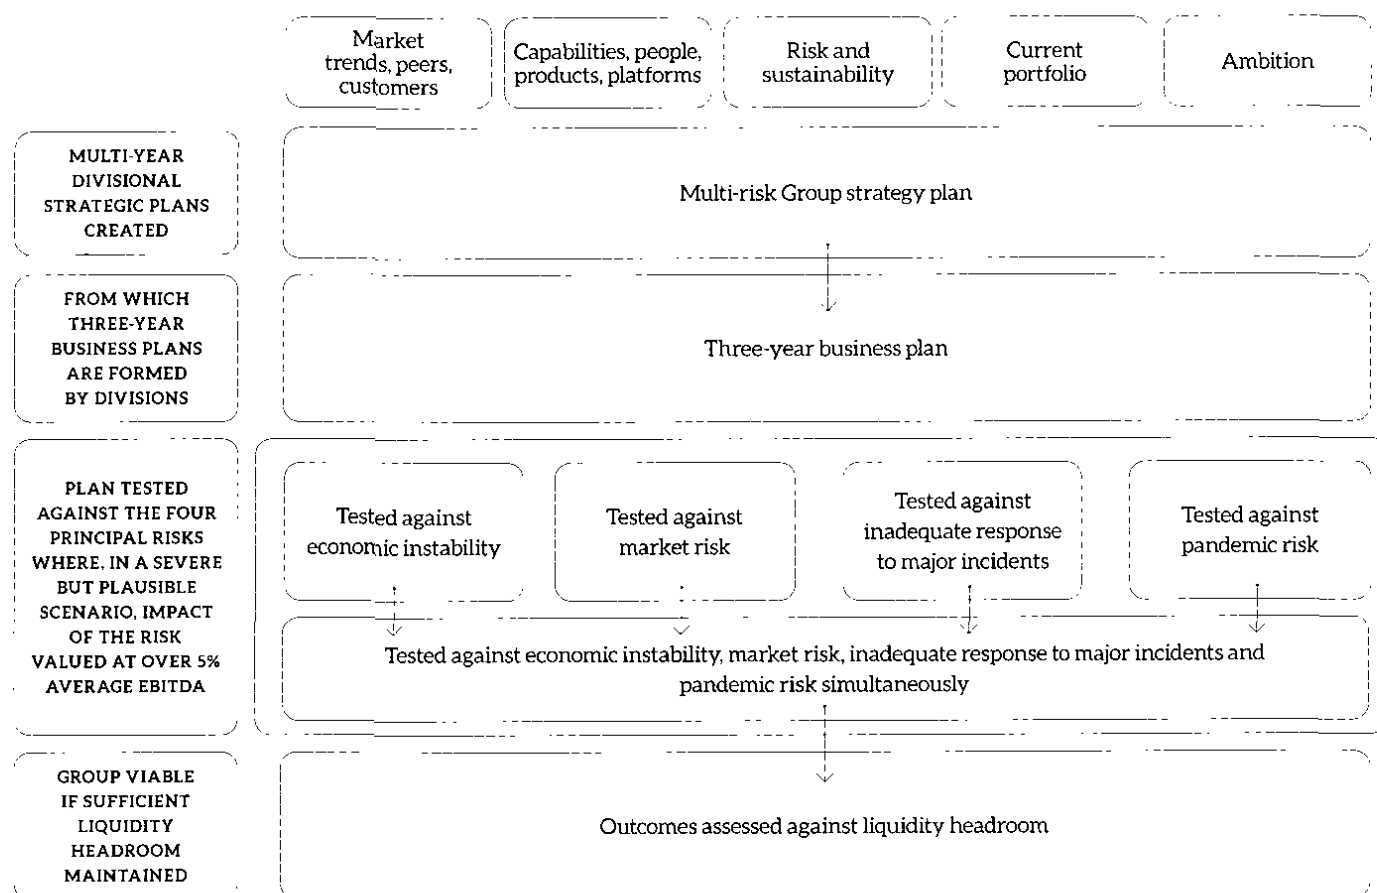 Market
trends, peers,
customers
Capabilities, people,
products, platforms
Risk and
sustainability
Current
portfolio
Ambition
MULTI-YEAR
DIVISIONAL
STRATEGIC PLANS
CREATED
Multi-risk Group strategy plan
FROM WHICH
THREE-YEAR
BUSINESS PLANS
ARE FORMED
BY DIVISIONS
Three-year business plan
PLAN TESTED
AGAINST THE FOUR
PRINCIPAL RISKS
WHERE, IN A SEVERE
BUT PLAUSIBLE
SCENARIO, IMPACT
OF THE RISK
VALUED AT OVER 5%
AVERAGE EBITDA
Tested against
economic instability
Tested against
market risk
Tested against
inadequate response
to major incidents
Tested against
pandemic risk
Tested against economic instability, market risk, inadequate response to major incidents and
pandemic risk simultaneously
GROUP VIABLE
IF SUFFICIENT
LIQUIDITY
HEADROOM
MAINTAINED
Outcomes assessed against liquidity headroom